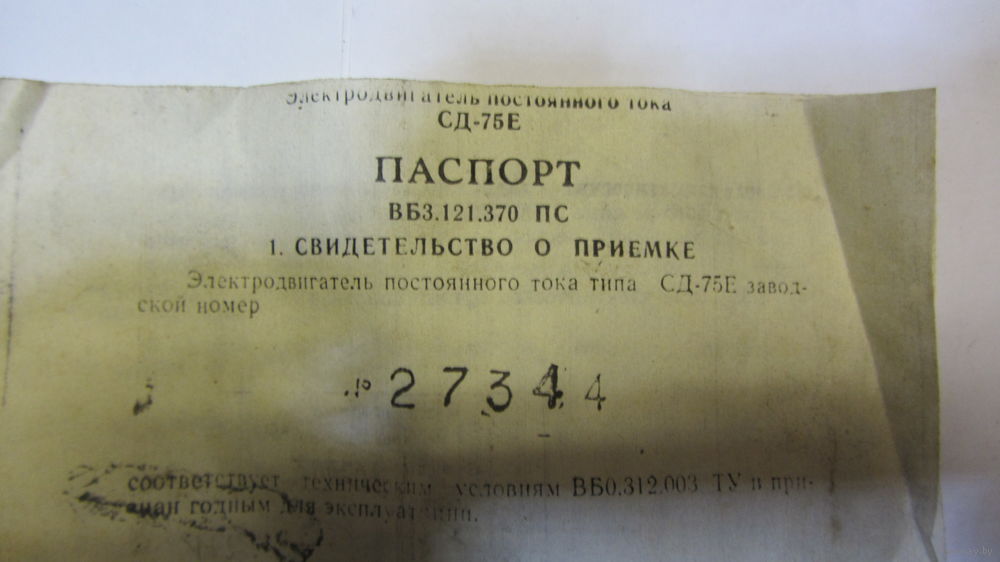 Электродвигатель постоянного тока
СД-75Е
ПАСПОРТ
ВБ3.121.370 ПС
1. СВИДЕТЕЛЬСТВО О ПРИЕМКЕ
Электродвигатель постоянного тока типа СД-75Е завод-
ской номер
№ 27344
соответствует техническим условиям ВБ0.312.003 ТУ и при-
знан годным для эксплуатации.